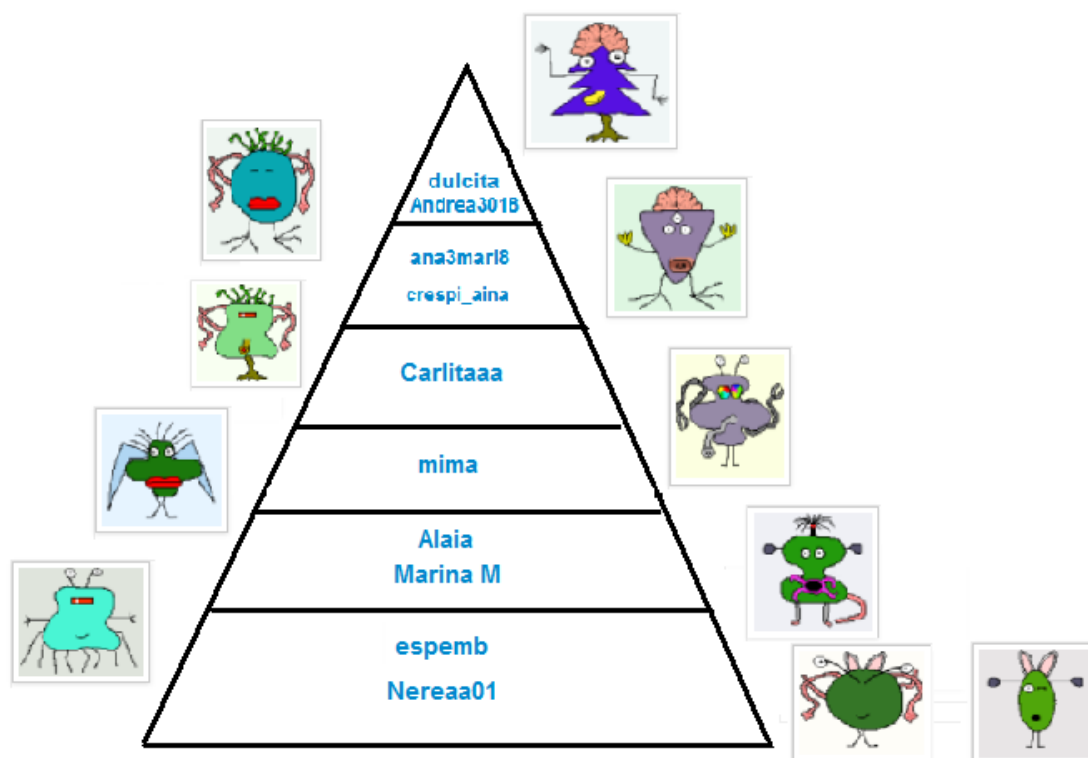 dulcita
Andrea3018
ana3mari8
crespi_aina
Carlitaaa
mima
Alaia
Marina M
espemb
Nereaa01